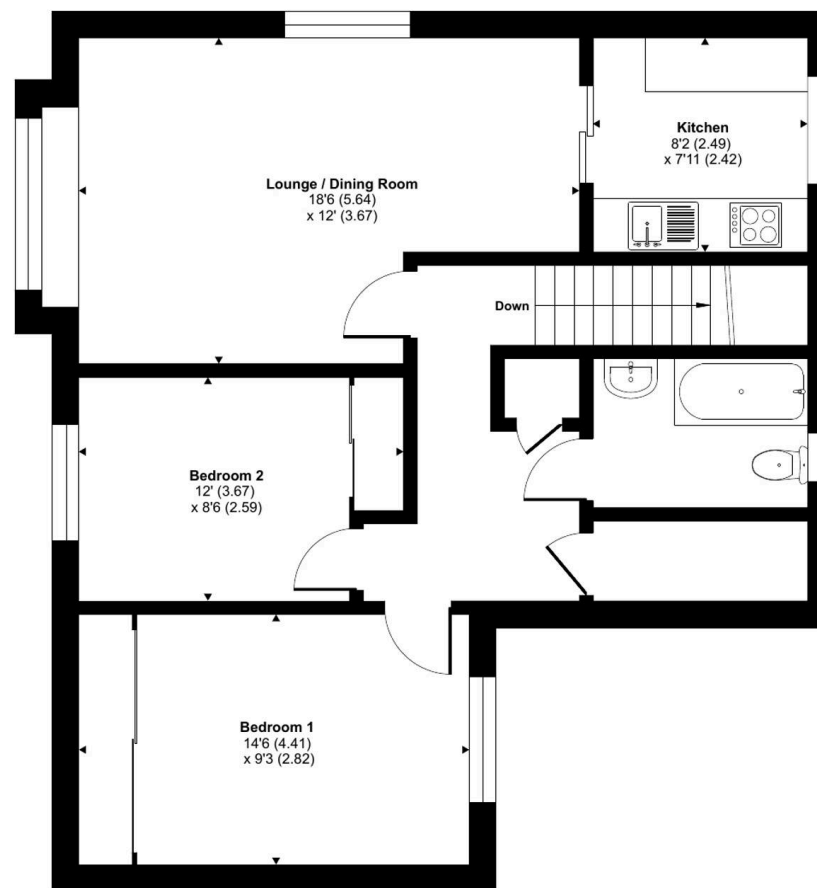 Kitchen
8'2 (2.49)
x 7'11 (2.42)
Lounge / Dining Room
18'6 (5.64)
x 12' (3.67)
Down
Bedroom 2
12' (3.67)
x 8'6 (2.59)
Bedroom 1
14'6 (4.41)
x 9'3 (2.82)